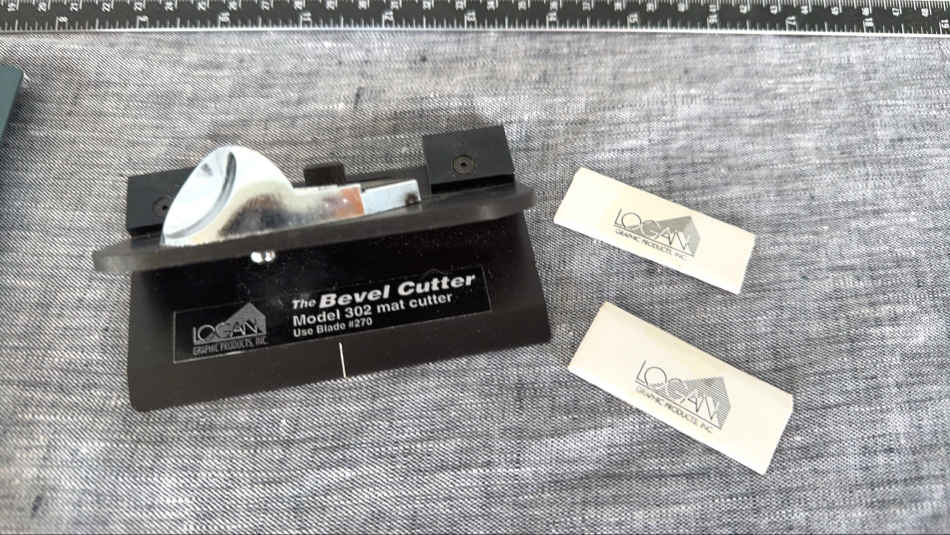 The Bevel Cutter
Model 302 mat cutter
Use Blade #270
LOGAN
GRAPHIC PRODUCTS, INC.
LOGAN
GRAPHIC PRODUCTS, INC.
LOGAN
GRAPHIC PRODUCTS, INC.